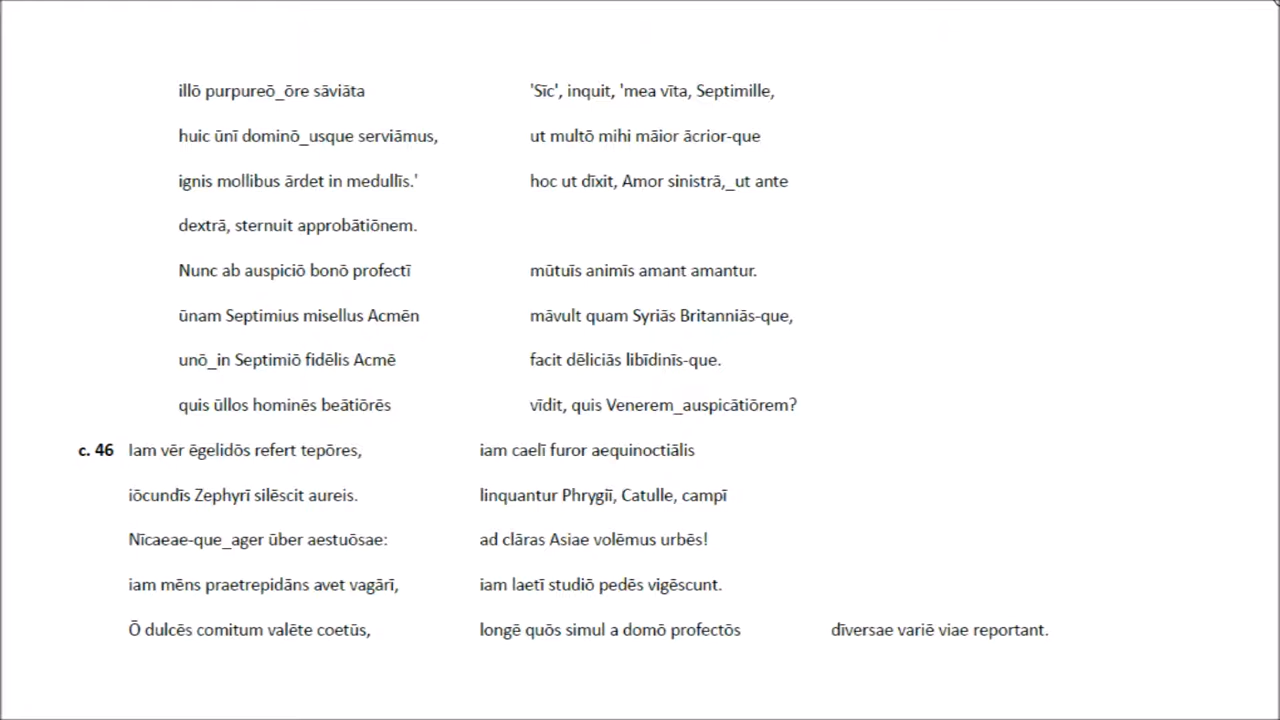 illō purpureō_ōre sāviāta 'Sīc', inquit, 'mea vīta, Septimille,
huic ūnī dominō_usque serviāmus, ut multō mihi māior ācrior-que
ignis mollibus ārdet in medullīs.' hoc ut dīxit, Amor sinistrā,_ut ante
dextrā, sternuit approbātiōnem.
Nunc ab auspiciō bonō profectī mūtuīs animīs amant amantur.
ūnam Septimius misellus Acmēn māvult quam Syriās Britanniās-que,
unō_in Septimiō fidēlis Acmē facit dēliciās libīdinīs-que.
quis ūllos hominēs beātiōrēs vīdit, quis Venerem_auspicātiōrem?
c. 46 Iam vēr ēgelidōs refert tepōres, iam caelī furor aequinoctiālis
iōcundīs Zephyrī silēscit aureis. linquantur Phrygiī, Catulle, campī
Nīcaeae-que_ager ūber aestuōsae: ad clāras Asiae volēmus urbēs!
iam mēns praetrepidāns avet vagārī, iam laetī studiō pedēs vigēscunt.
Ō dulcēs comitum valēte coetūs, longē quōs simul a domō profectōs dīversae variē viae reportant.